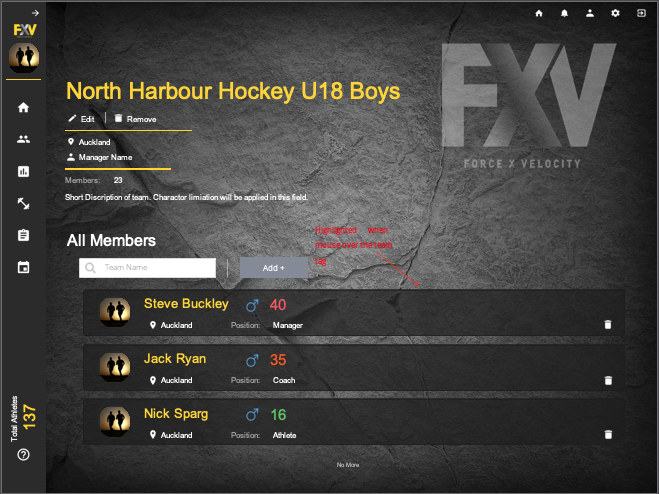 FXV
FXV
FORCE X VELOCITY
North Harbour Hockey U18 Boys
Edit Remove
Auckland
Manager Name
Members: 23
Short Discription of team. Charactor limiation will be applied in this field.
Highlighted when
mouse over the team
All Members
Team Name
Add +
Steve Buckley 40
Auckland Position: Manager
Jack Ryan 35
Auckland Position: Coach
Nick Sparg 16
Auckland Position: Athlete
No More
Total Athletes
137